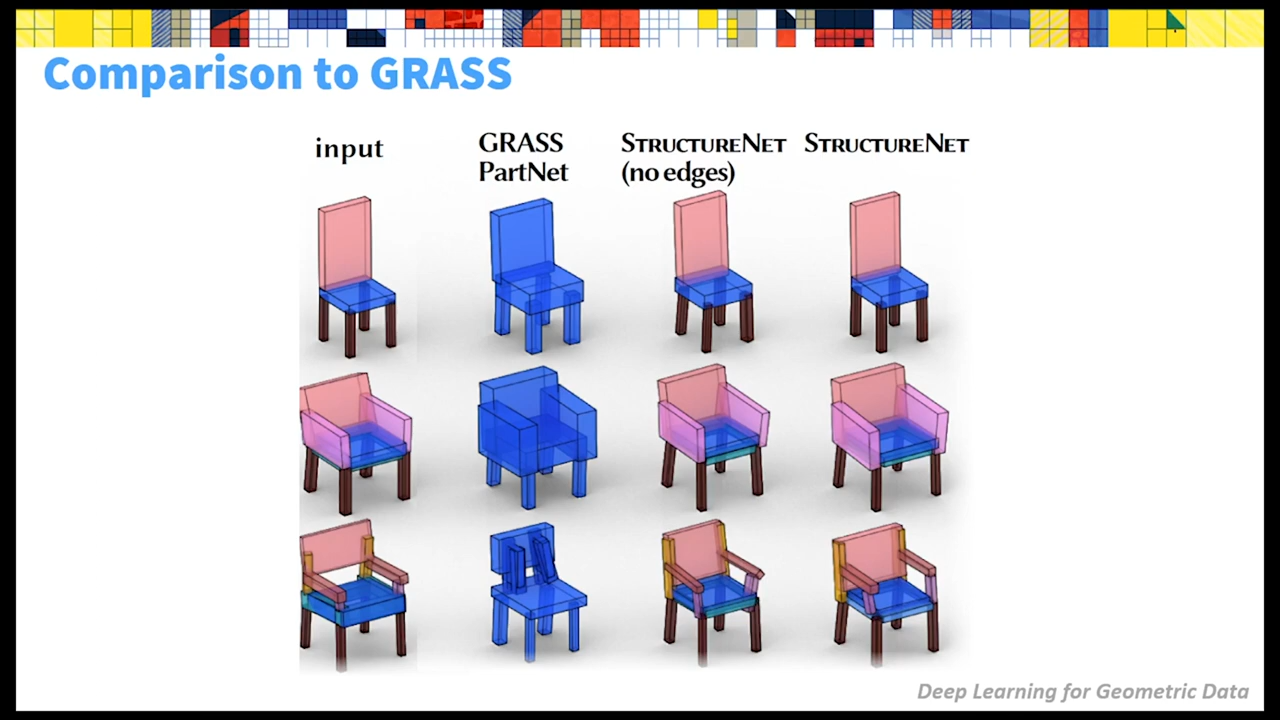 Comparison to GRASS
input
GRASS
PartNet
STRUCTURENET
(no edges)
STRUCTURENET
Deep Learning for Geometric Data